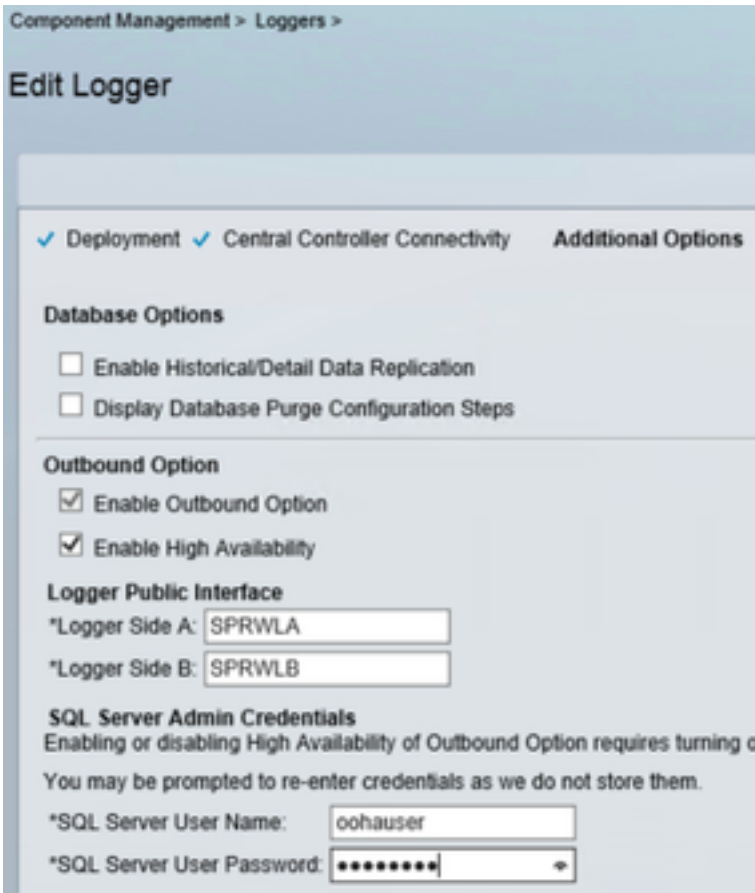 Component Management > Loggers >
Edit Logger
Deployment Central Controller Connectivity Additional Options
Database Options
Enable Historical/Detail Data Replication
Display Database Purge Configuration Steps
Outbound Option
Enable Outbound Option
Enable High Availability
Logger Public Interface
*Logger Side A: SPRWLA
*Logger Side B: SPRWLB
SQL Server Admin Credentials
Enabling or disabling High Availability of Outbound Option requires turning
You may be prompted to re-enter credentials as we do not store them.
*SQL Server User Name: oohauser
*SQL Server User Password: ••••••••